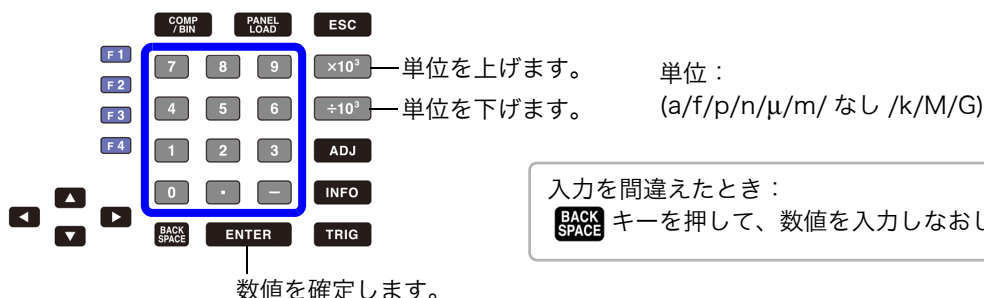 COMP
/BIN
PANEL
LOAD
ESC
F1
7 8 9 ×10³ 単位を上げます。
F2
4 5 6 ÷10³ 単位を下げます。
F3
F4
1 2 3 ADJ
0 · − INFO
BACK
SPACE
ENTER TRIG
数値を確定します。
単位：
(a/f/p/n/μ/m/ なし /k/M/G)
入力を間違えたとき：
BACK
SPACE キーを押して、数値を入力しなおし